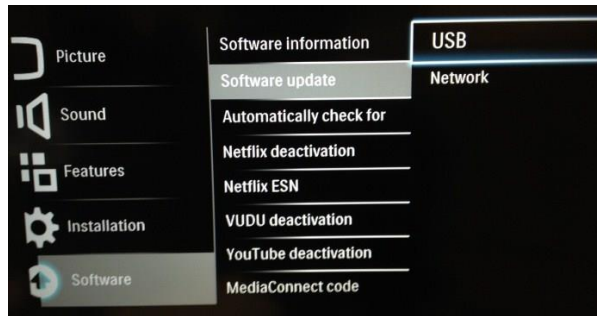 Picture
Sound
Features
Installation
Software
Software information
Software update
Automatically check for
Netflix deactivation
Netflix ESN
VUDU deactivation
YouTube deactivation
MediaConnect code
USB
Network